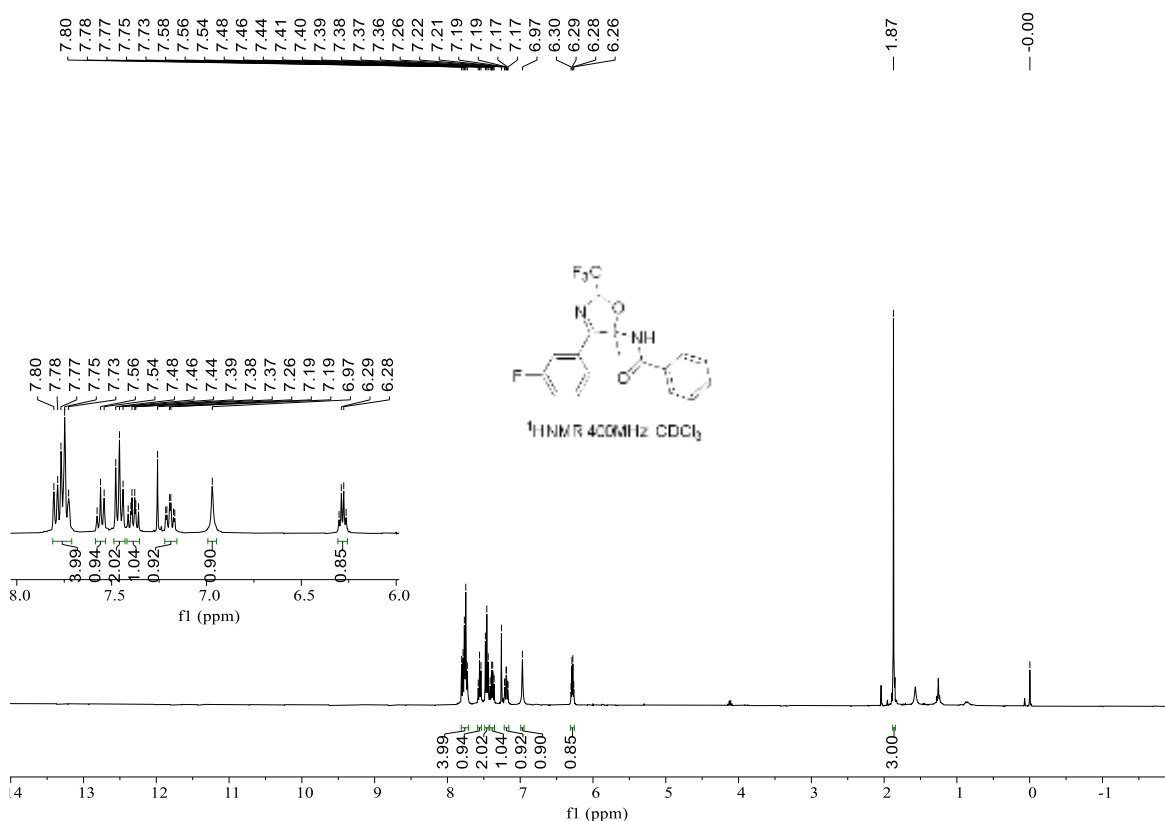 7.80 7.78 7.77 7.75 7.73 7.58 7.56 7.54 7.48 7.46 7.44 7.41 7.40 7.39 7.38 7.37 7.36 7.26 7.22 7.21 7.19 7.19 7.17 7.17 6.97 6.30 6.29 6.28 6.26
1.87
-0.00
F₃C
N
O
NH
F
O
¹HNMR 400MHz CDCl₃
7.80 7.78 7.77 7.75 7.73 7.56 7.54 7.48 7.46 7.44 7.39 7.38 7.37 7.26 7.19 7.19 6.97 6.29 6.28
3.99 0.94 2.02 1.04 0.92 0.90 0.85
8.0 7.5 7.0 6.5 6.0
f1 (ppm)
3.99 0.94 2.02 1.04 0.92 0.90 0.85 3.00
14 13 12 11 10 9 8 7 6 5 4 3 2 1 0 -1
f1 (ppm)